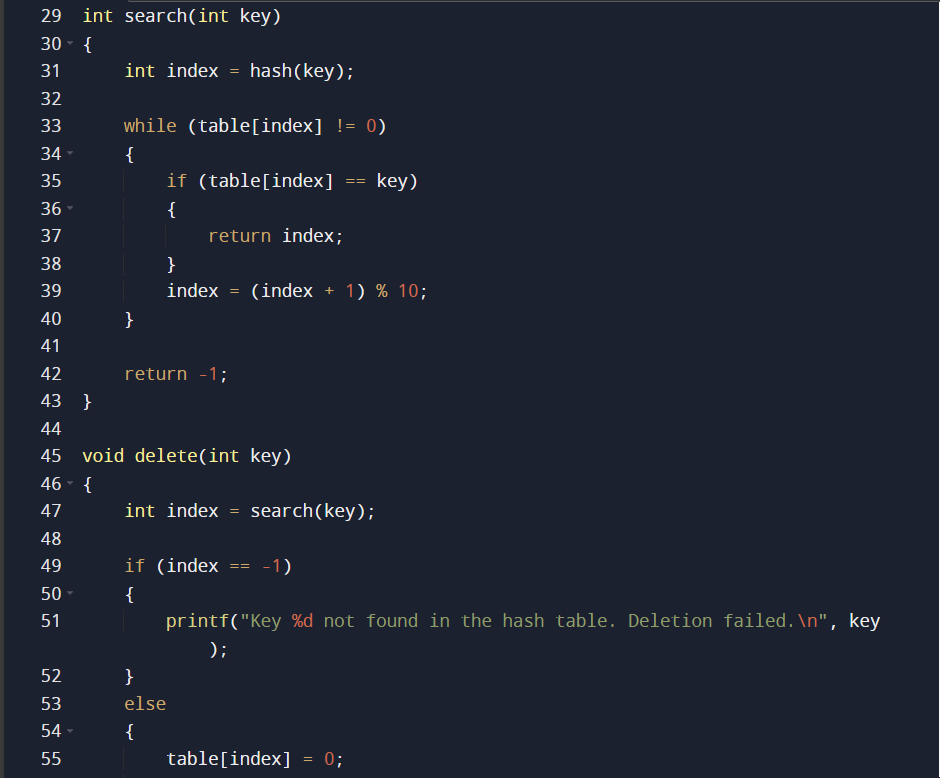 29 int search(int key)
30 {
31     int index = hash(key);
32
33     while (table[index] != 0)
34     {
35         if (table[index] == key)
36         {
37             return index;
38         }
39         index = (index + 1) % 10;
40     }
41
42     return -1;
43 }
44
45 void delete(int key)
46 {
47     int index = search(key);
48
49     if (index == -1)
50     {
51         printf("Key %d not found in the hash table. Deletion failed.\n", key
            );
52     }
53     else
54     {
55         table[index] = 0;